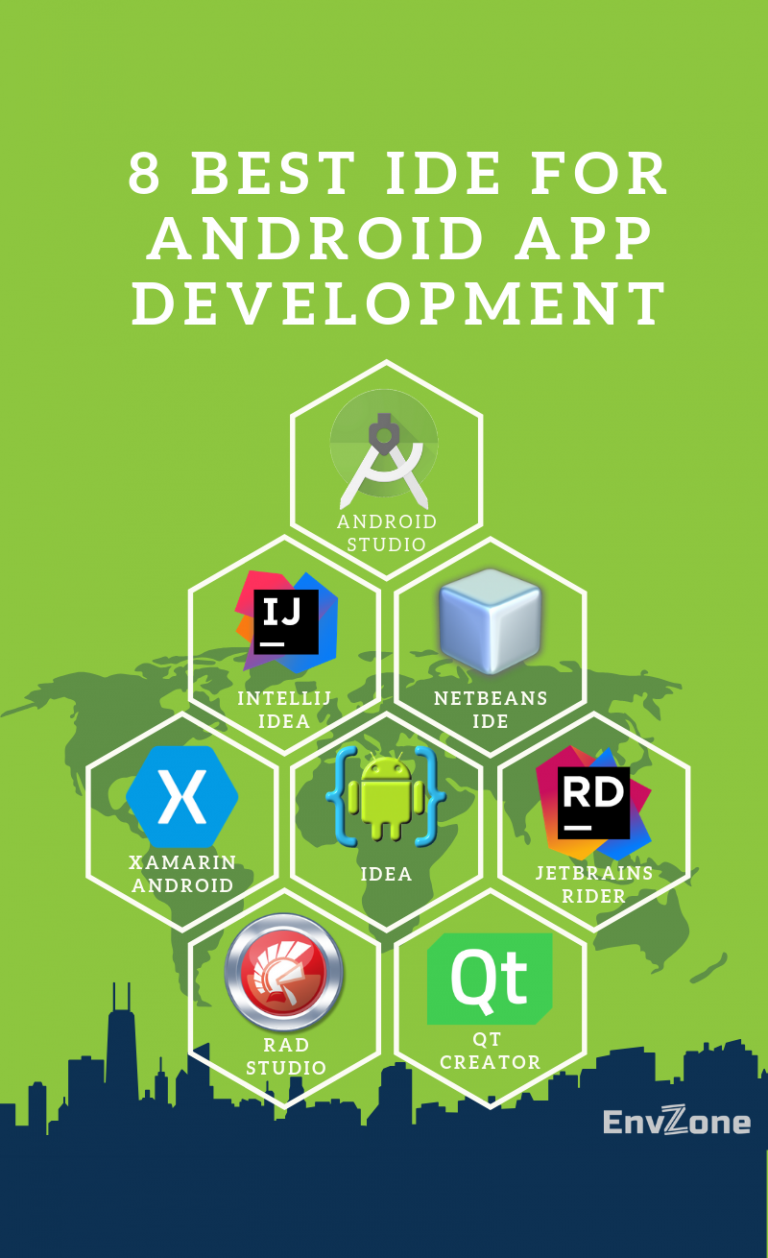 8 BEST IDE FOR
ANDROID APP
DEVELOPMENT
ANDROID
STUDIO
IJ
INTELLIJ
IDEA
NETBEANS
IDE
X
XAMARIN
ANDROID
IDEA
RD
JETBRAINS
RIDER
RAD
STUDIO
Qt
QT
CREATOR
EnvZone